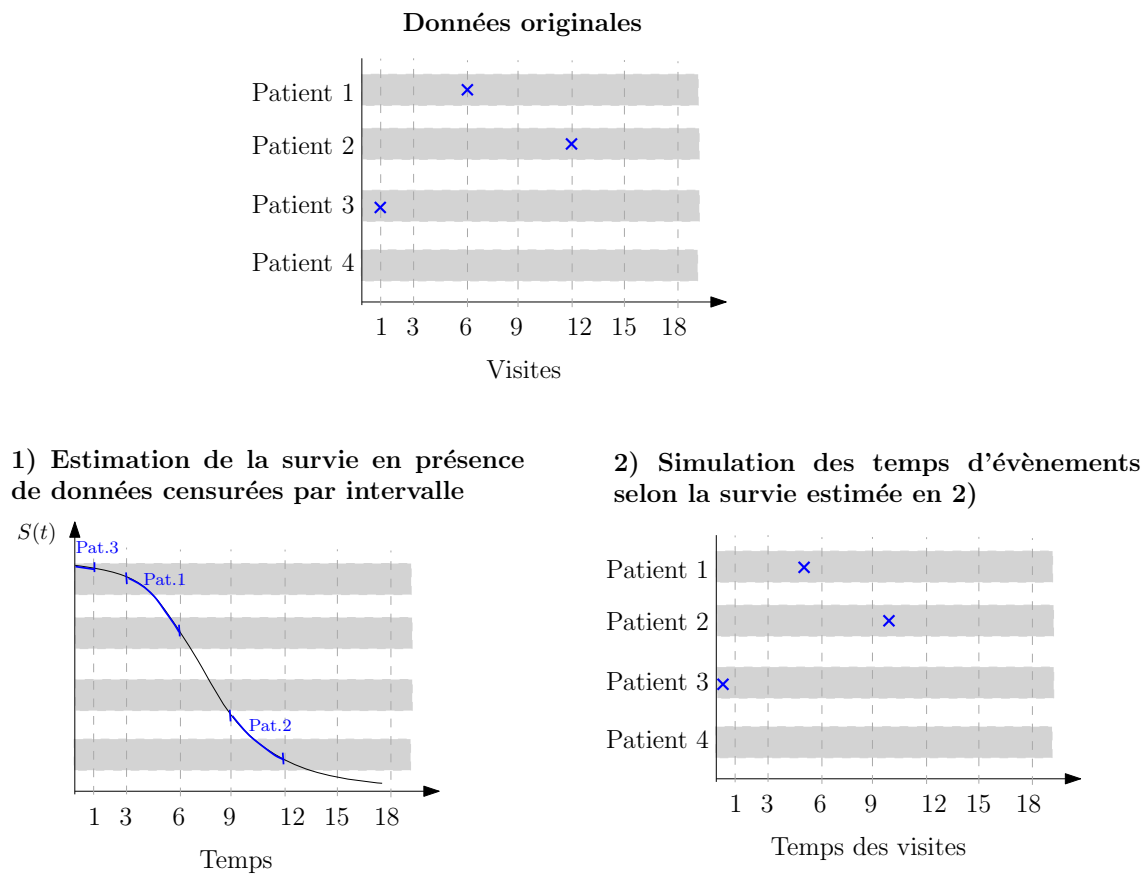 Données originales
Patient 1
Patient 2
Patient 3
Patient 4
1 3 6 9 12 15 18
Visites
1) Estimation de la survie en présence
de données censurées par intervalle
S(t)
Pat.3
Pat.1
Pat.2
1 3 6 9 12 15 18
Temps
2) Simulation des temps d'évènements
selon la survie estimée en 2)
Patient 1
Patient 2
Patient 3
Patient 4
1 3 6 9 12 15 18
Temps des visites